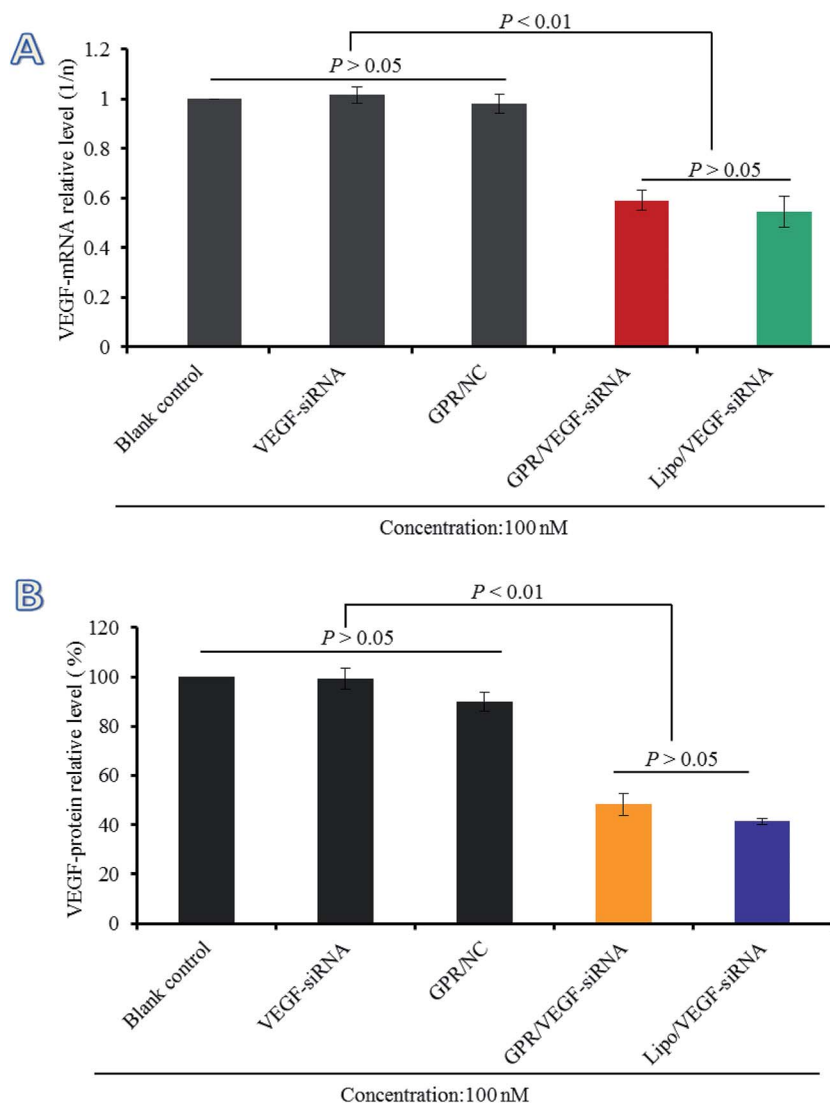 A
P < 0.01
P > 0.05
P > 0.05
VEGF-mRNA relative level (1/n)
1.2
1
0.8
0.6
0.4
0.2
0
Blank control
VEGF-siRNA
GPR/NC
GPR/VEGF-siRNA
Lipo/VEGF-siRNA
Concentration:100 nM
B
P < 0.01
P > 0.05
P > 0.05
VEGF-protein relative level ( %)
120
100
80
60
40
20
0
Blank control
VEGF-siRNA
GPR/NC
GPR/VEGF-siRNA
Lipo/VEGF-siRNA
Concentration:100 nM